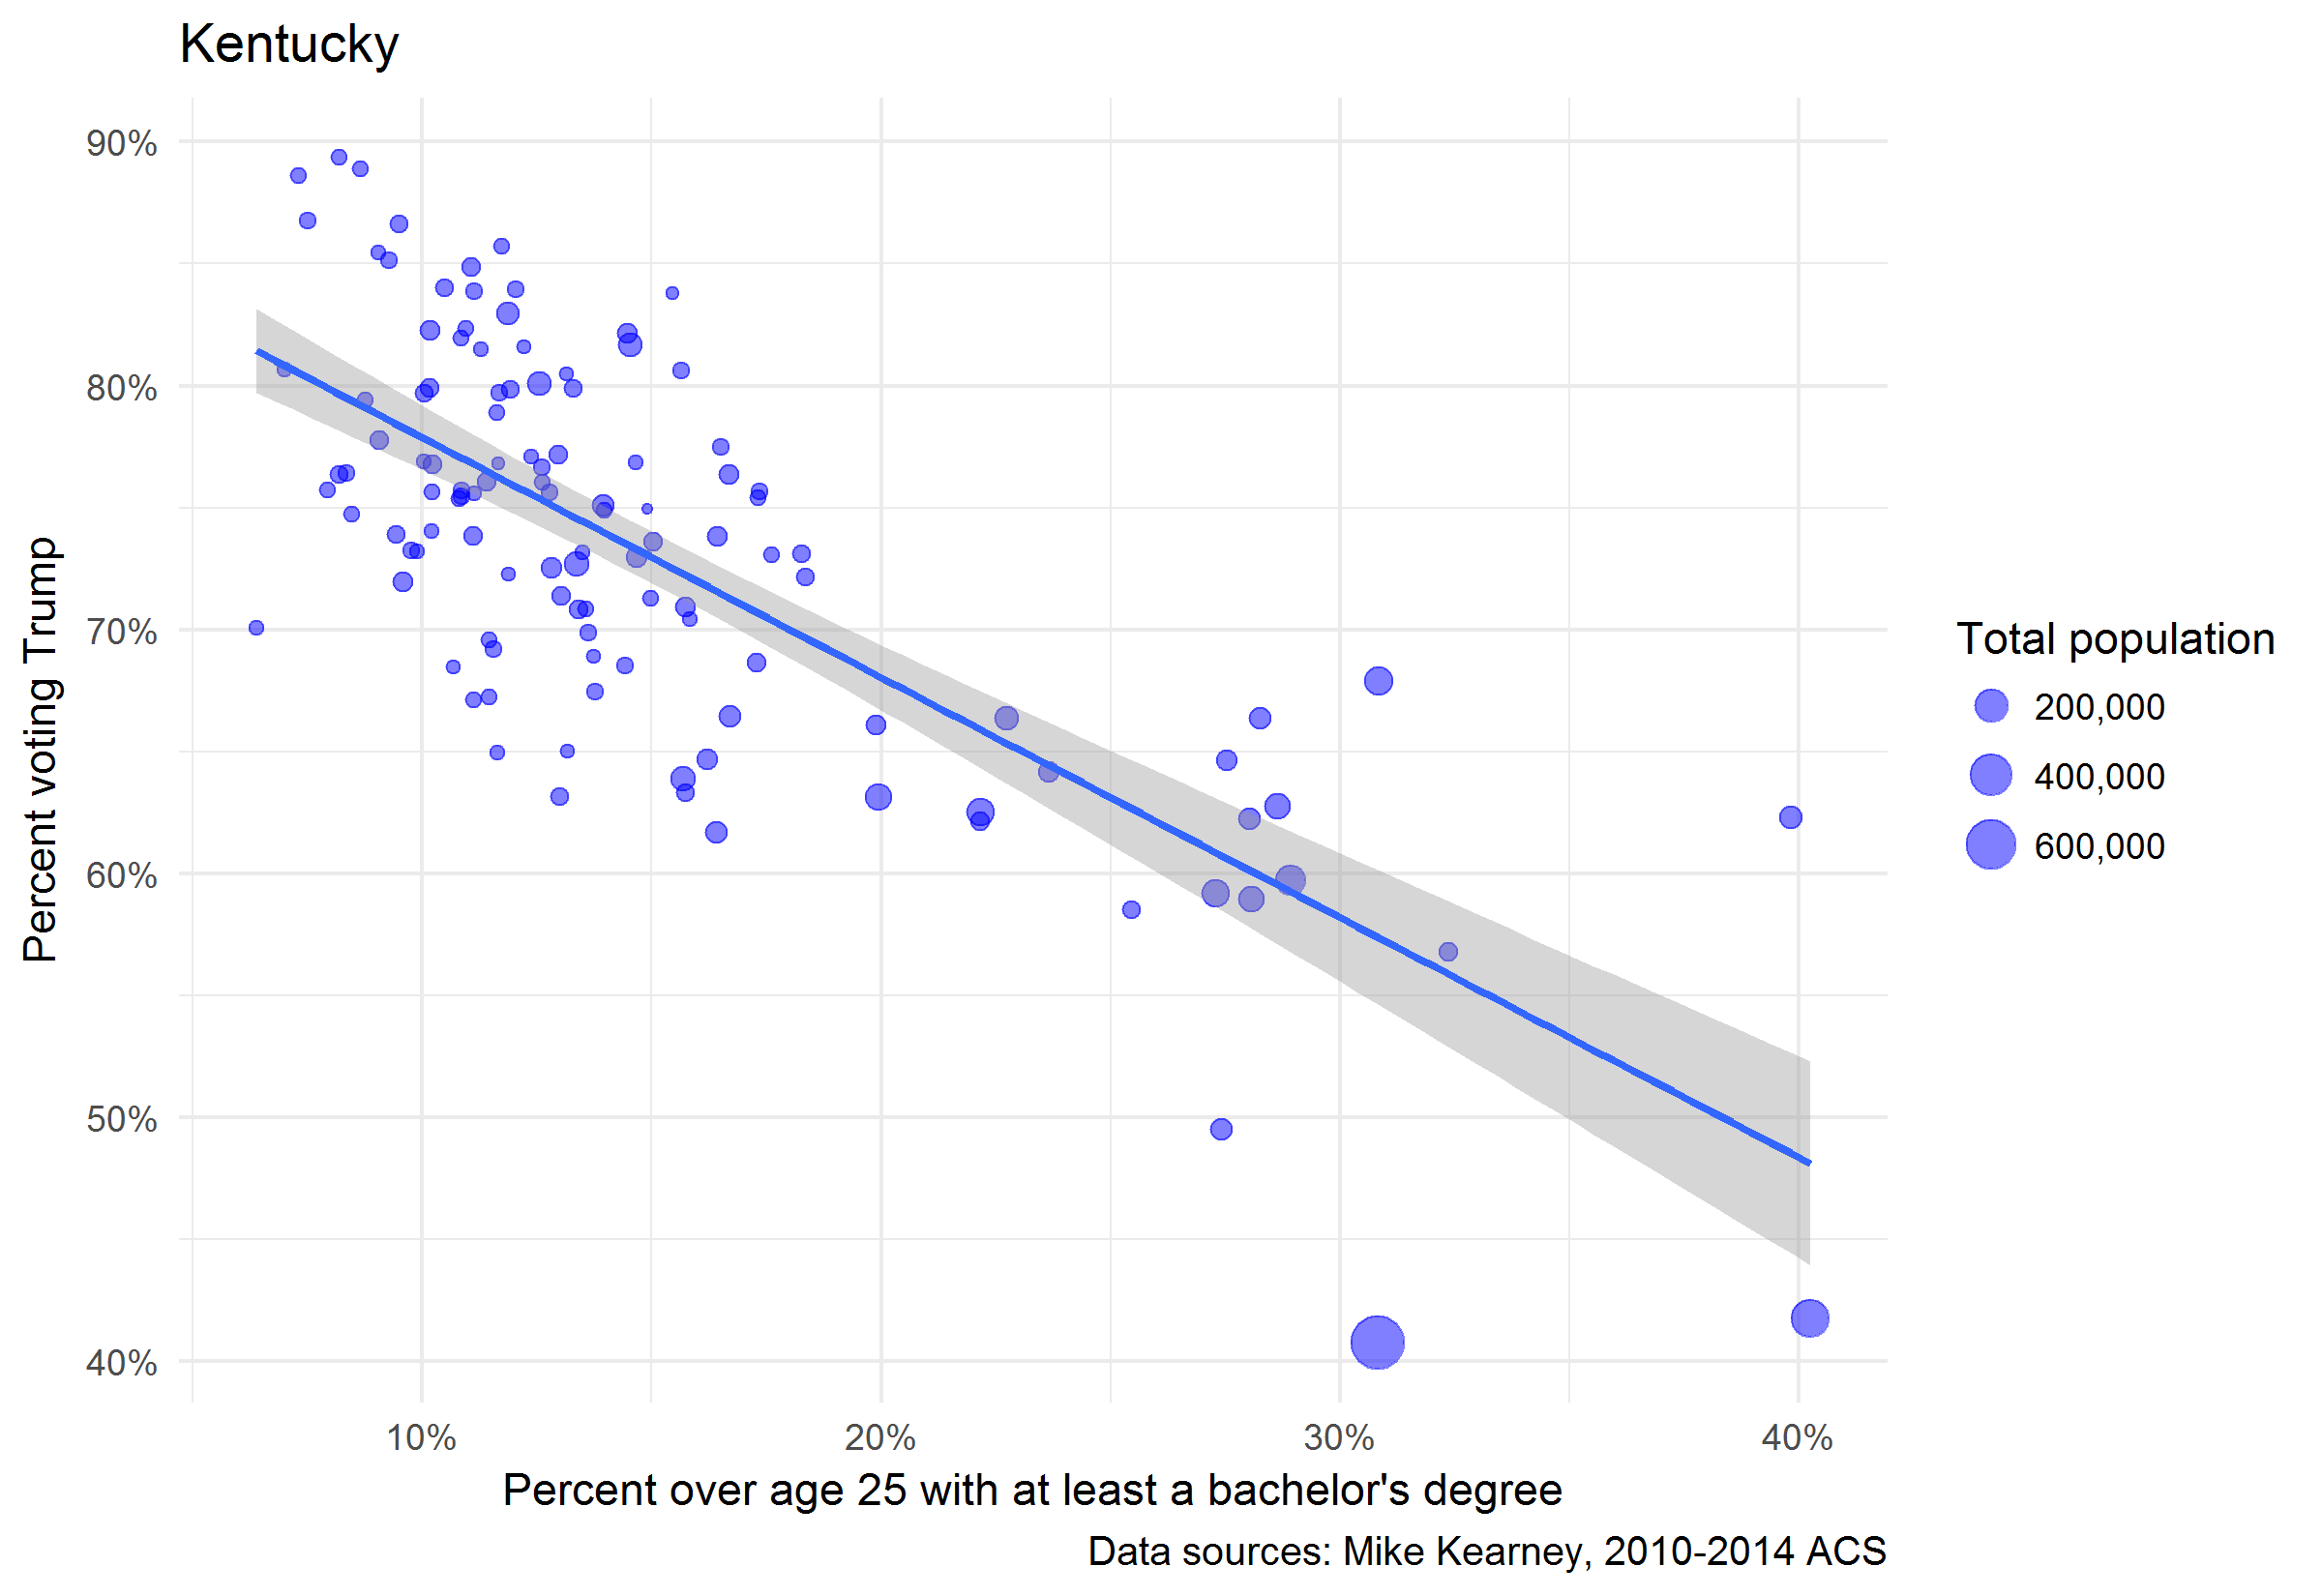 Kentucky
90%
80%
70%
60%
50%
40%
Percent voting Trump
10%
20%
30%
40%
Percent over age 25 with at least a bachelor's degree
Total population
200,000
400,000
600,000
Data sources: Mike Kearney, 2010-2014 ACS